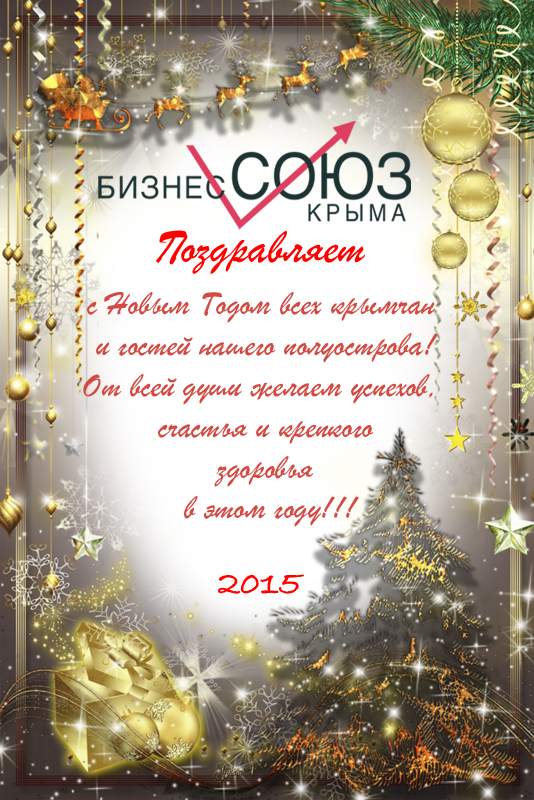 БИЗНЕС СОЮЗ
КРЫМА
Поздравляет
с Новым Годом всех крымчан
и гостей нашего полуострова!
От всей души желаем успехов,
счастья и крепкого
здоровья
в этом году!!!
2015